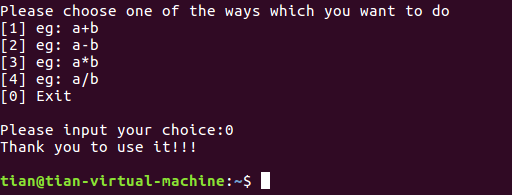 Please choose one of the ways which you want to do
[1] eg: a+b
[2] eg: a-b
[3] eg: a*b
[4] eg: a/b
[0] Exit
Please input your choice:0
Thank you to use it!!!
tian@tian-virtual-machine:~$